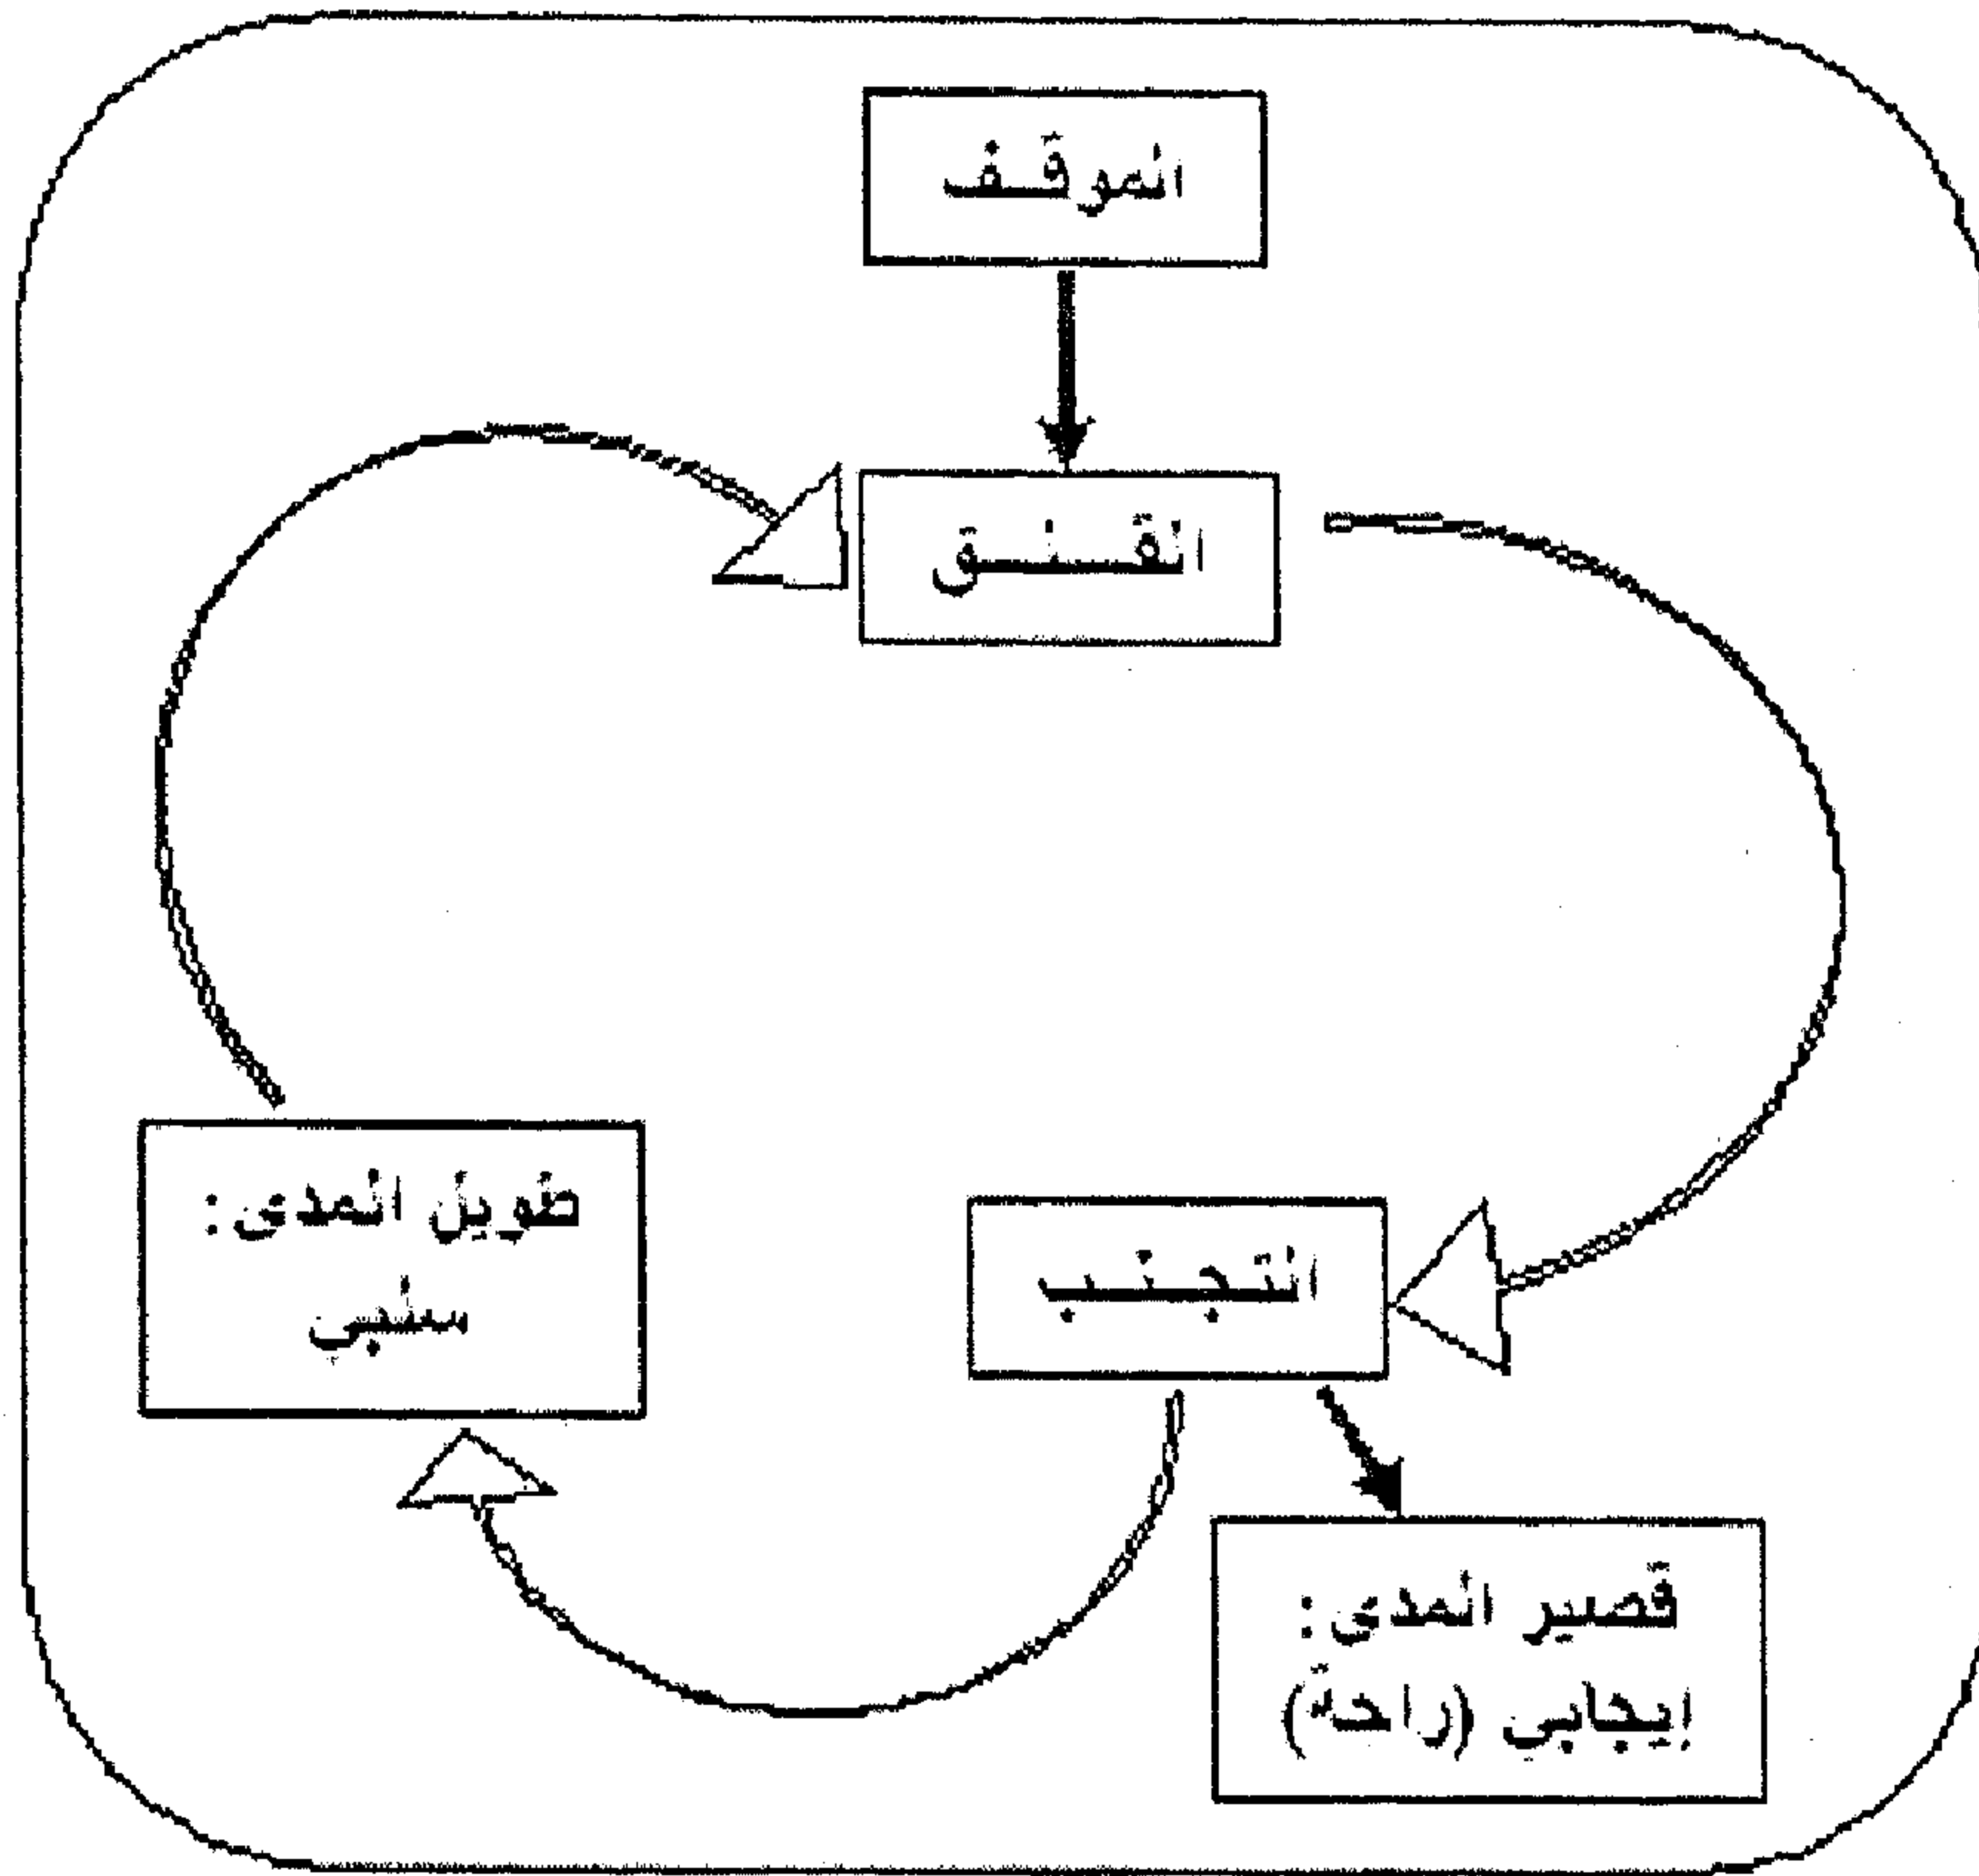 الموقف
القلق
التجنب
طويل المدى:
سلبي
قصير المدى:
إيجابي (راحة)